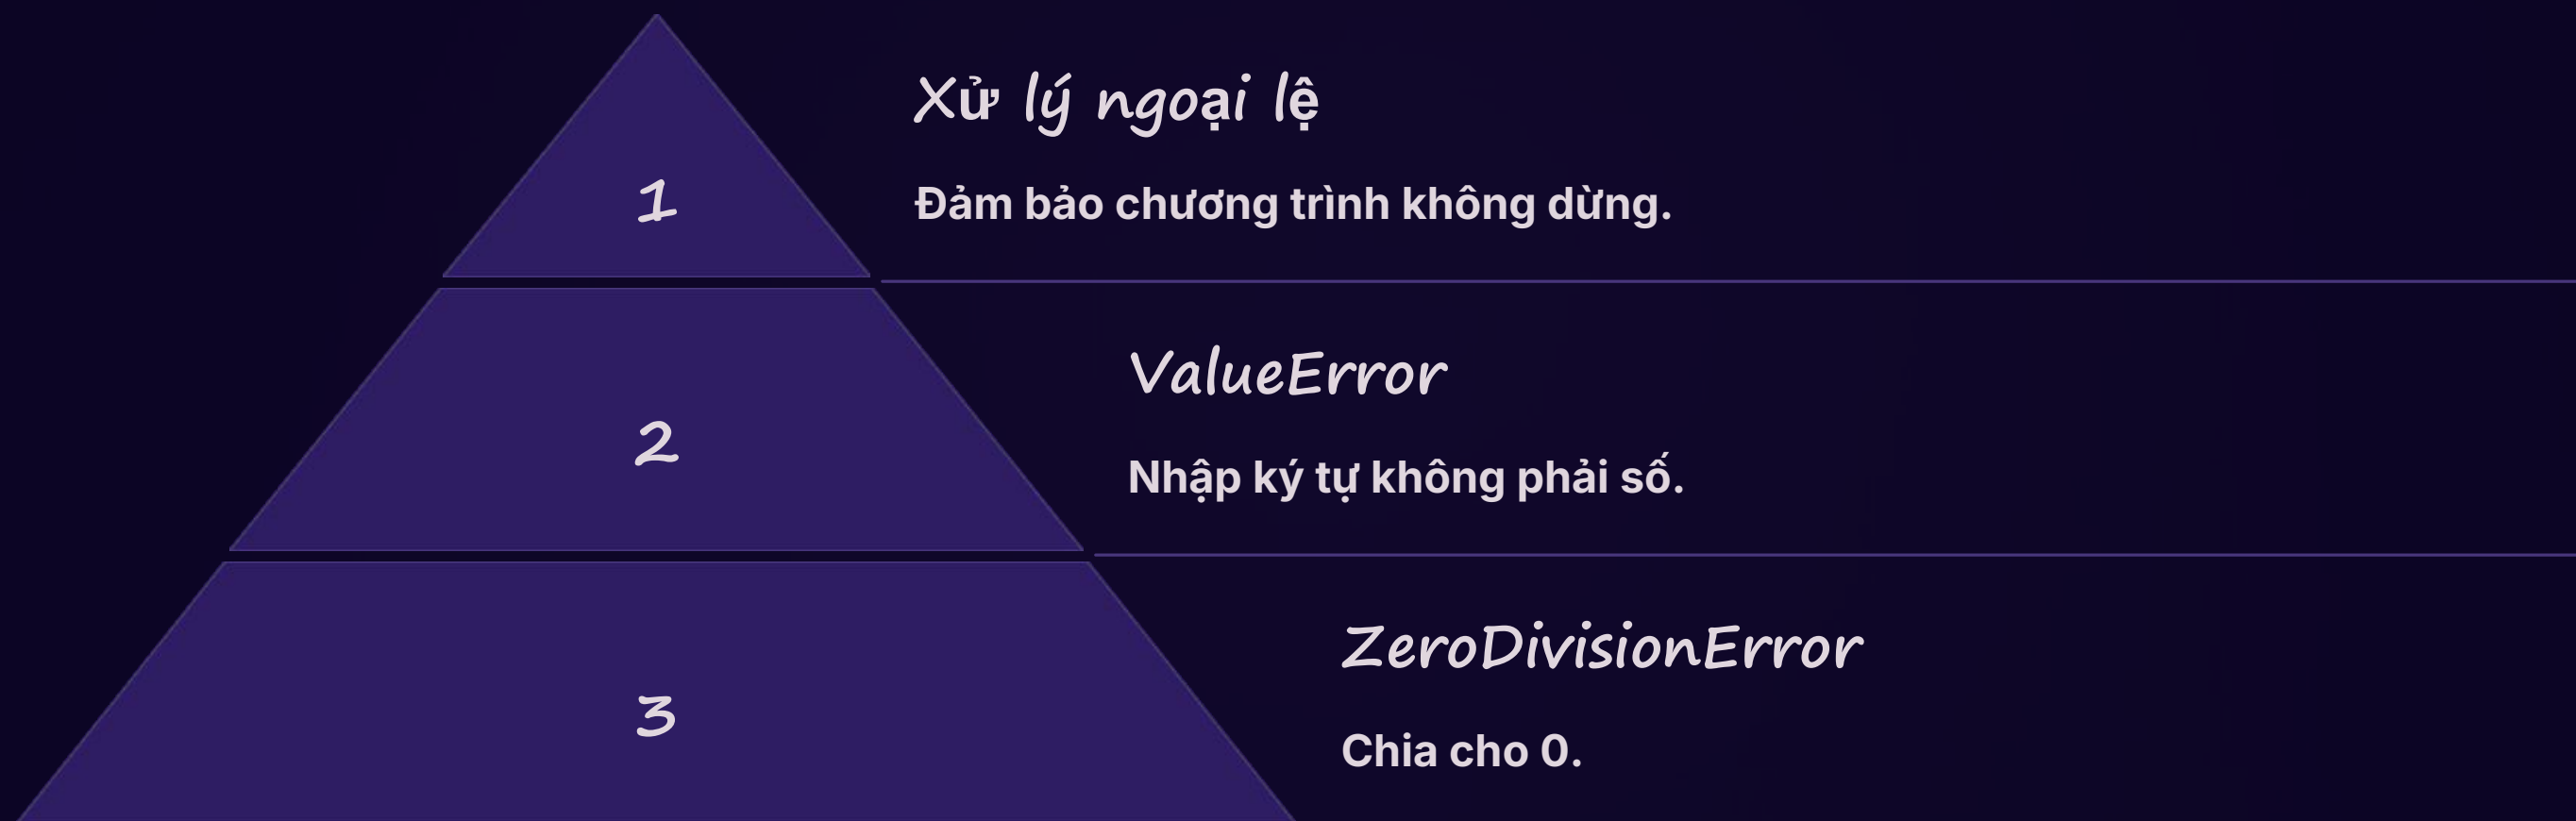 1
Xử lý ngoại lệ
Đảm bảo chương trình không dừng.
2
ValueError
Nhập ký tự không phải số.
3
ZeroDivisionError
Chia cho 0.